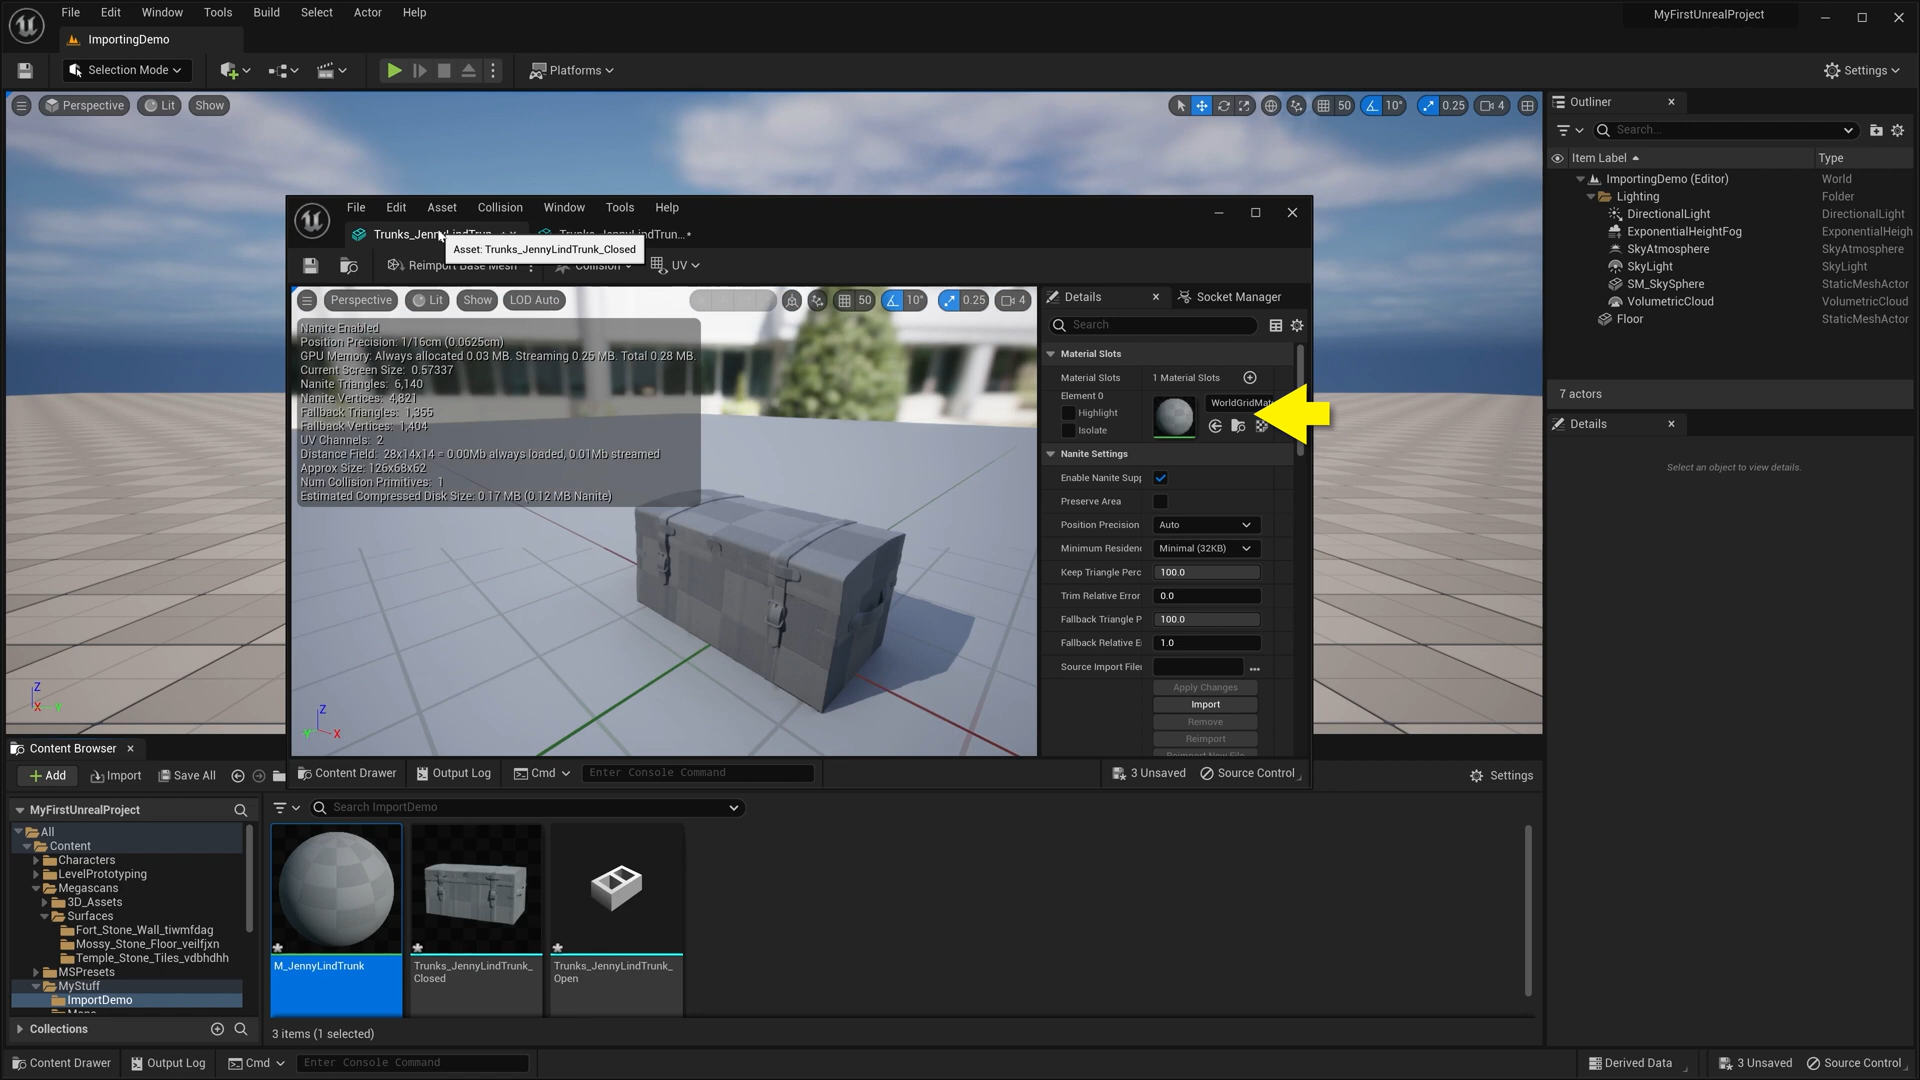 File Edit Window Tools Build Select Actor Help
MyFirstUnrealProject
ImportingDemo
Selection Mode
Platforms
Settings
Perspective Lit Show
50 10° 0.25 4
Outliner
Search...
Item Label Type
ImportingDemo (Editor) World
Lighting Folder
DirectionalLight DirectionalLight
ExponentialHeightFog ExponentialHeigh
SkyAtmosphere SkyAtmosphere
SkyLight SkyLight
SM_SkySphere StaticMeshActor
VolumetricCloud VolumetricCloud
Floor StaticMeshActor
7 actors
Details
Select an object to view details.
File Edit Asset Collision Window Tools Help
Trunks_JennyLindTrun... Trunks_JennyLindTrun...*
Asset: Trunks_JennyLindTrunk_Closed
Reimport Base Mesh Collision UV
Perspective Lit Show LOD Auto
50 10° 0.25 4
Nanite Enabled
Position Precision: 1/16cm (0.0625cm)
GPU Memory: Always allocated 0.03 MB. Streaming 0.25 MB. Total 0.28 MB.
Current Screen Size: 0.57337
Nanite Triangles: 6,140
Nanite Vertices: 4,821
Fallback Triangles: 1,355
Fallback Vertices: 1,404
UV Channels: 2
Distance Field: 28x14x14 = 0.00Mb always loaded, 0.01Mb streamed
Approx Size: 126x68x62
Num Collision Primitives: 1
Estimated Compressed Disk Size: 0.17 MB (0.12 MB Nanite)
Z
Y X
Details Socket Manager
Search
Material Slots
Material Slots 1 Material Slots
Element 0
WorldGridMat
Highlight
Isolate
Nanite Settings
Enable Nanite Supp
Preserve Area
Position Precision Auto
Minimum Residenc Minimal (32KB)
Keep Triangle Perc 100.0
Trim Relative Error 0.0
Fallback Triangle P 100.0
Fallback Relative E 1.0
Source Import Filen ...
Apply Changes
Import
Remove
Reimport
Reimport New File
Content Drawer Output Log Cmd Enter Console Command
3 Unsaved Source Control
Z
X Y
Content Browser
Add Import Save All
Settings
MyFirstUnrealProject
All
Content
Characters
LevelPrototyping
Megascans
3D_Assets
Surfaces
Fort_Stone_Wall_tiwmfdag
Mossy_Stone_Floor_veilfjxn
Temple_Stone_Tiles_vdbhdhh
MSPresets
MyStuff
ImportDemo
Maps
Collections
Search ImportDemo
M_JennyLindTrunk
Trunks_JennyLindTrunk_
Closed
Trunks_JennyLindTrunk_
Open
3 items (1 selected)
Content Drawer Output Log Cmd Enter Console Command
Derived Data 3 Unsaved Source Control